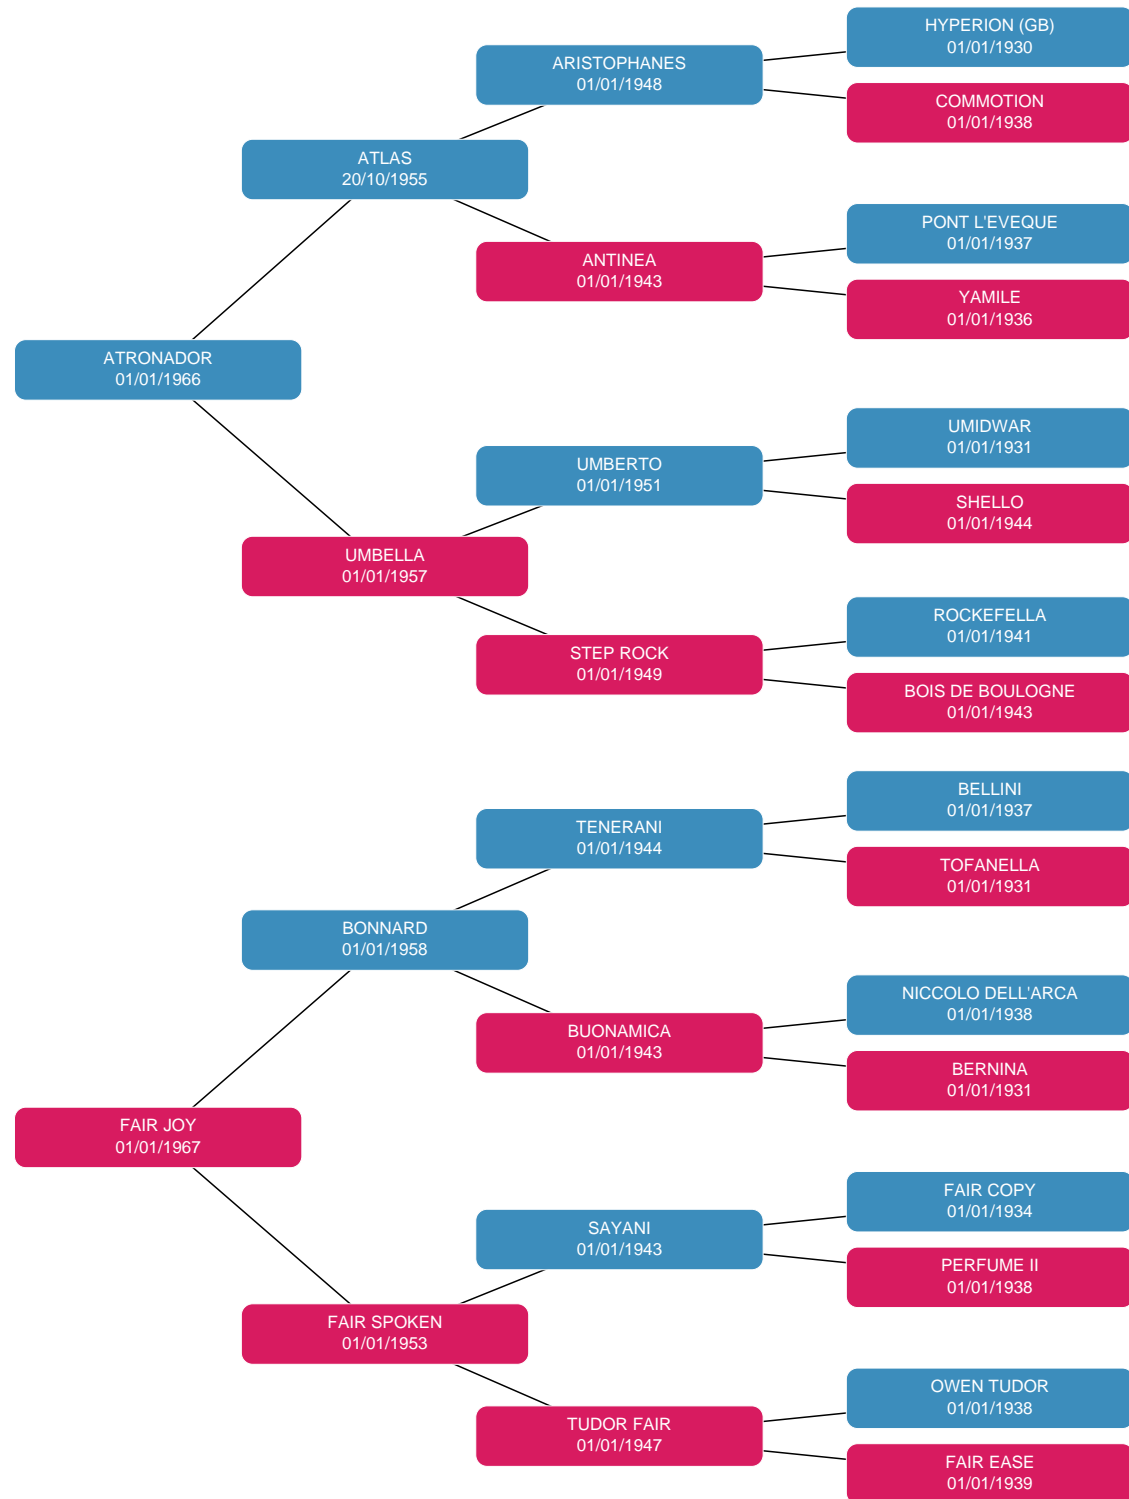 HYPERION (GB)
01/01/1930
ARISTOPHANES
01/01/1948
COMMOTION
01/01/1938
ATLAS
20/10/1955
PONT L'EVEQUE
01/01/1937
ANTINEA
01/01/1943
YAMILE
01/01/1936
ATRONADOR
01/01/1966
UMIDWAR
01/01/1931
UMBERTO
01/01/1951
SHELLO
01/01/1944
UMBELLA
01/01/1957
ROCKEFELLA
01/01/1941
STEP ROCK
01/01/1949
BOIS DE BOULOGNE
01/01/1943
BELLINI
01/01/1937
TENERANI
01/01/1944
TOFANELLA
01/01/1931
BONNARD
01/01/1958
NICCOLO DELL'ARCA
01/01/1938
BUONAMICA
01/01/1943
BERNINA
01/01/1931
FAIR JOY
01/01/1967
FAIR COPY
01/01/1934
SAYANI
01/01/1943
PERFUME II
01/01/1938
FAIR SPOKEN
01/01/1953
OWEN TUDOR
01/01/1938
TUDOR FAIR
01/01/1947
FAIR EASE
01/01/1939